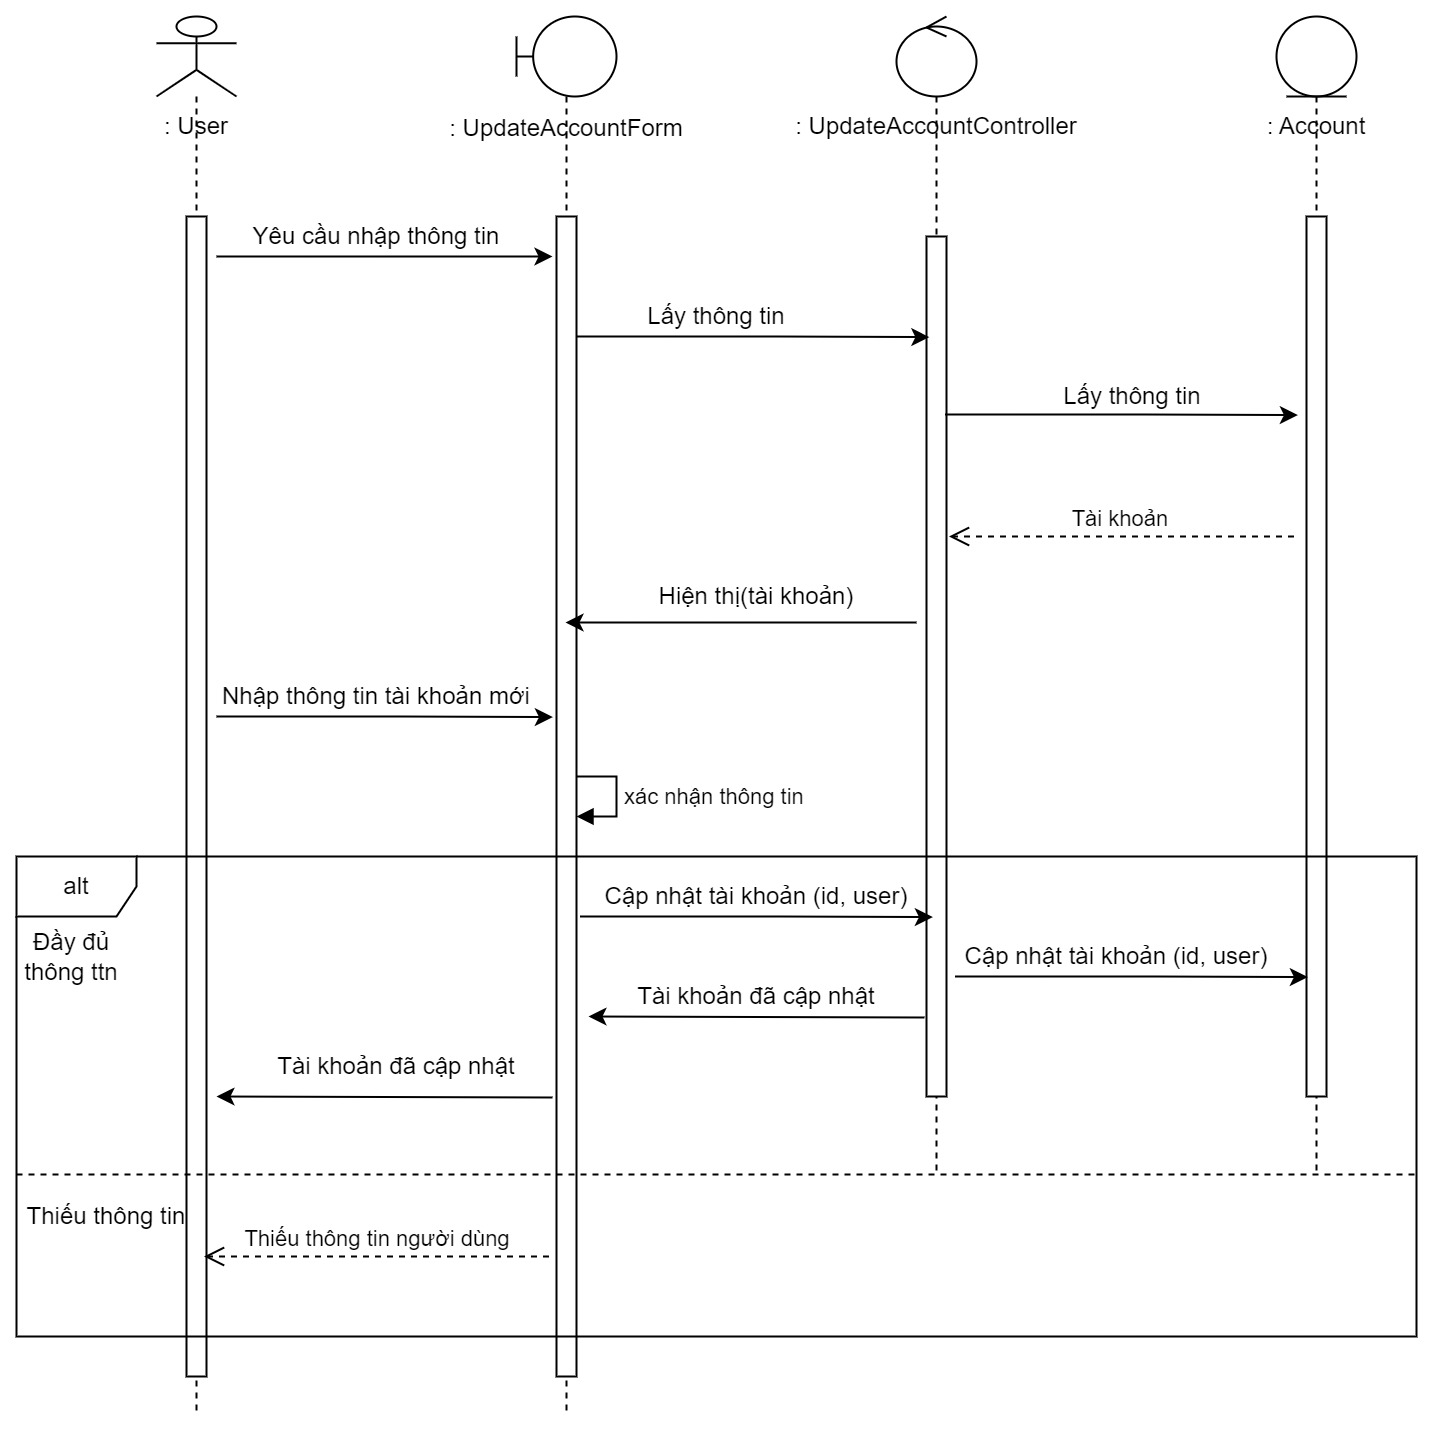 : User
: UpdateAccountForm
: UpdateAccountController
: Account
Yêu cầu nhập thông tin
Lấy thông tin
Lấy thông tin
Tài khoản
Hiện thị(tài khoản)
Nhập thông tin tài khoản mới
xác nhận thông tin
alt
Cập nhật tài khoản (id, user)
Đầy đủ
thông ttn
Cập nhật tài khoản (id, user)
Tài khoản đã cập nhật
Tài khoản đã cập nhật
Thiếu thông tin
Thiếu thông tin người dùng